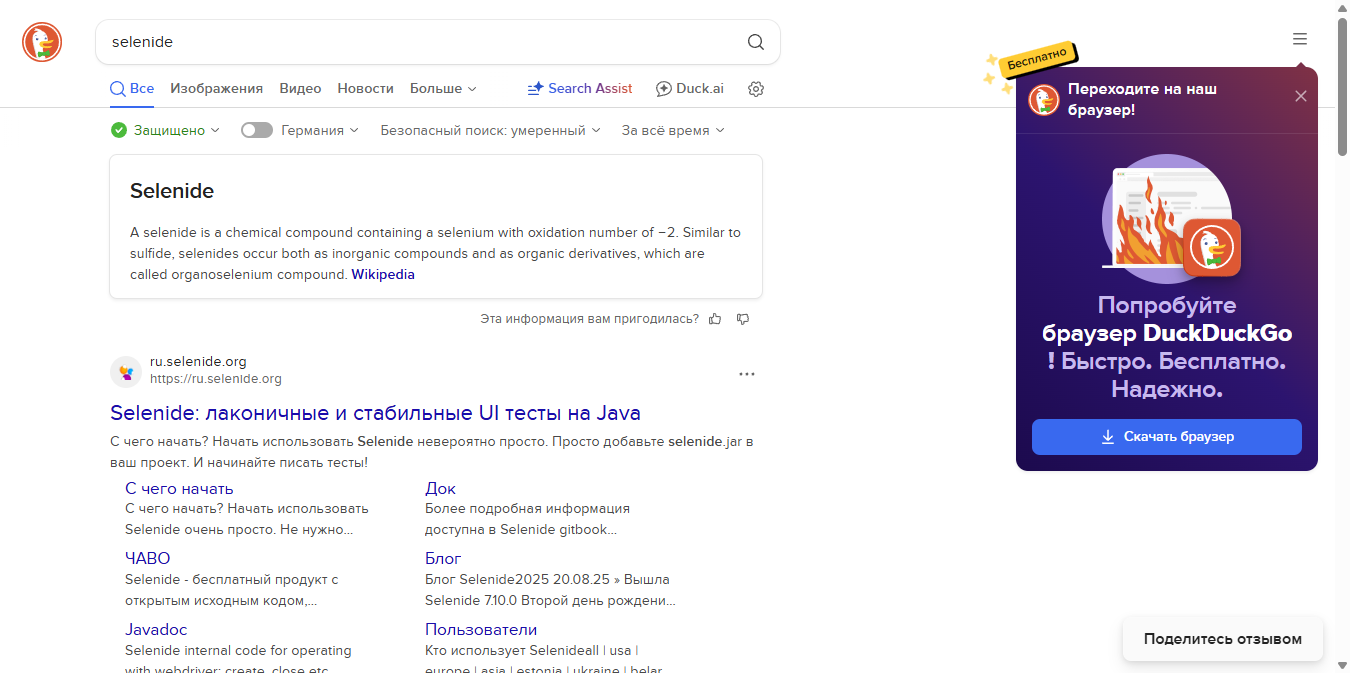 selenide
Все Изображения Видео Новости Больше Search Assist Duck.ai
Защищено Германия Безопасный поиск: умеренный За всё время
Selenide
A selenide is a chemical compound containing a selenium with oxidation number of −2. Similar to
sulfide, selenides occur both as inorganic compounds and as organic derivatives, which are
called organoselenium compound. Wikipedia
Эта информация вам пригодилась?
ru.selenide.org
https://ru.selenide.org
Selenide: лаконичные и стабильные UI тесты на Java
С чего начать? Начать использовать Selenide невероятно просто. Просто добавьте selenide.jar в
ваш проект. И начинайте писать тесты!
С чего начать
С чего начать? Начать использовать
Selenide очень просто. Не нужно...
Док
Более подробная информация
доступна в Selenide gitbook...
ЧАВО
Selenide - бесплатный продукт с
открытым исходным кодом,...
Блог
Блог Selenide2025 20.08.25 » Вышла
Selenide 7.10.0 Второй день рождени...
Javadoc
Selenide internal code for operating
with webdriver: create, close etc
Пользователи
Кто использует Selenideall | usa |
europe | asia | estonia | ukraine | belar
Бесплатно
Переходите на наш
браузер!
Попробуйте
браузер DuckDuckGo
! Быстро. Бесплатно.
Надежно.
Скачать браузер
Поделитесь отзывом